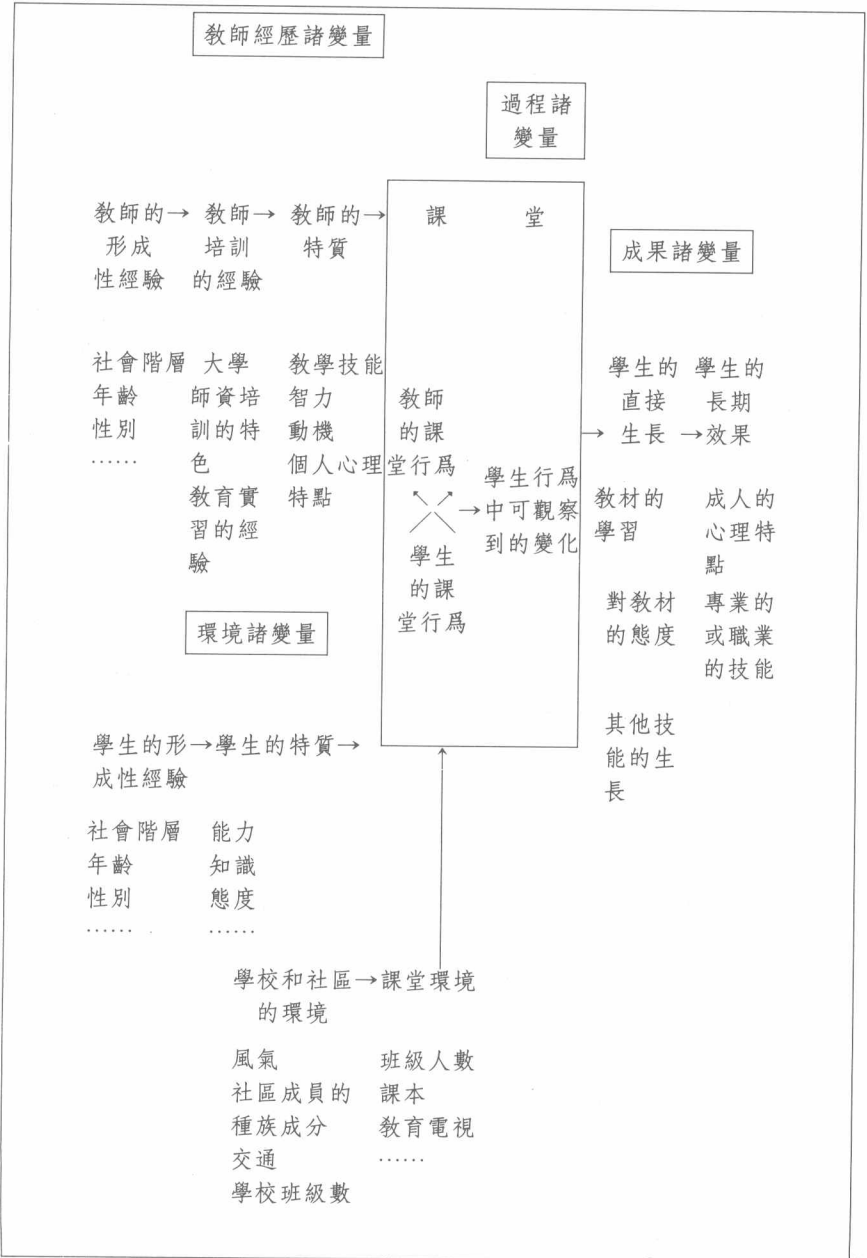 教師經歷諸變量
過程諸
變量
教師的→ 教師→ 教師的→
形成 培訓 特質
性經驗 的經驗
課 堂
成果諸變量
社會階層
年齡
性別
……
大學
師資培
訓的特
色
教育實
習的經
驗
教學技能
智力
動機
個人心理
特點
教師
的課
堂行爲
學生
的課
堂行爲
→學生行爲
中可觀察
到的變化
學生的
直接
→ 生長
教材的
學習
對教材
的態度
其他技
能的生
長
學生的
長期
→效果
成人的
心理特
點
專業的
或職業
的技能
環境諸變量
學生的形→學生的特質→
成性經驗
社會階層 能力
年齡 知識
性別 態度
…… ……
學校和社區→課堂環境
的環境
風氣 班級人數
社區成員的 課本
種族成分 教育電視
交通 ……
學校班級數